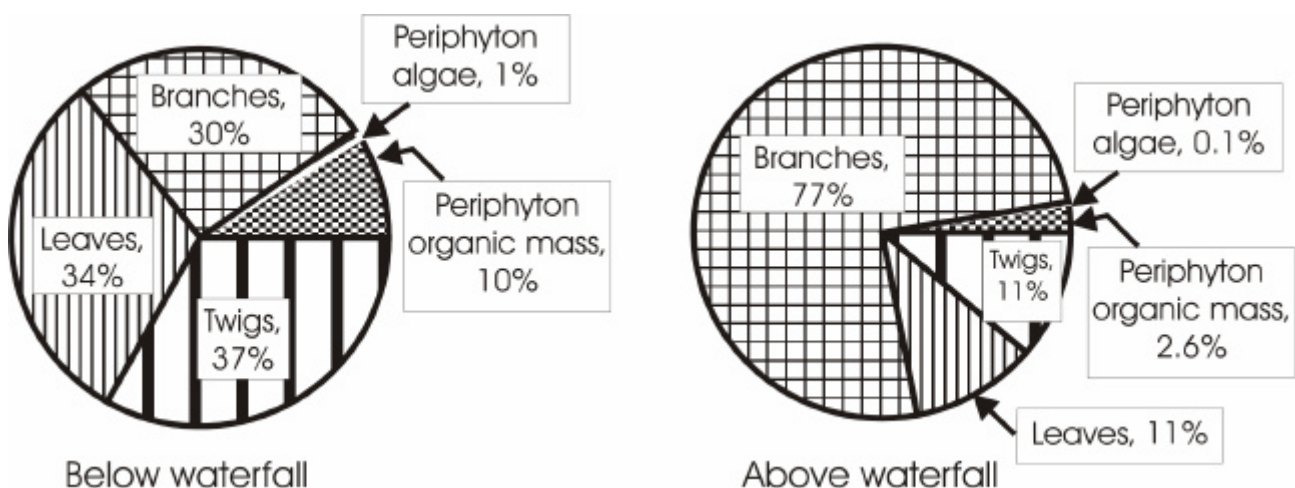 Periphyton
algae, 1%
Branches,
30%
Periphyton
organic mass,
10%
Leaves,
34%
Twigs,
37%
Below waterfall
Periphyton
algae, 0.1%
Branches,
77%
Twigs,
11%
Periphyton
organic mass,
2.6%
Leaves, 11%
Above waterfall